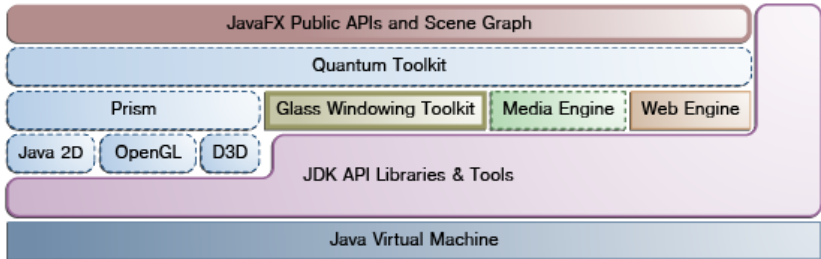 JavaFX Public APIs and Scene Graph
Quantum Toolkit
Prism
Glass Windowing Toolkit
Media Engine
Web Engine
Java 2D
OpenGL
D3D
JDK API Libraries & Tools
Java Virtual Machine